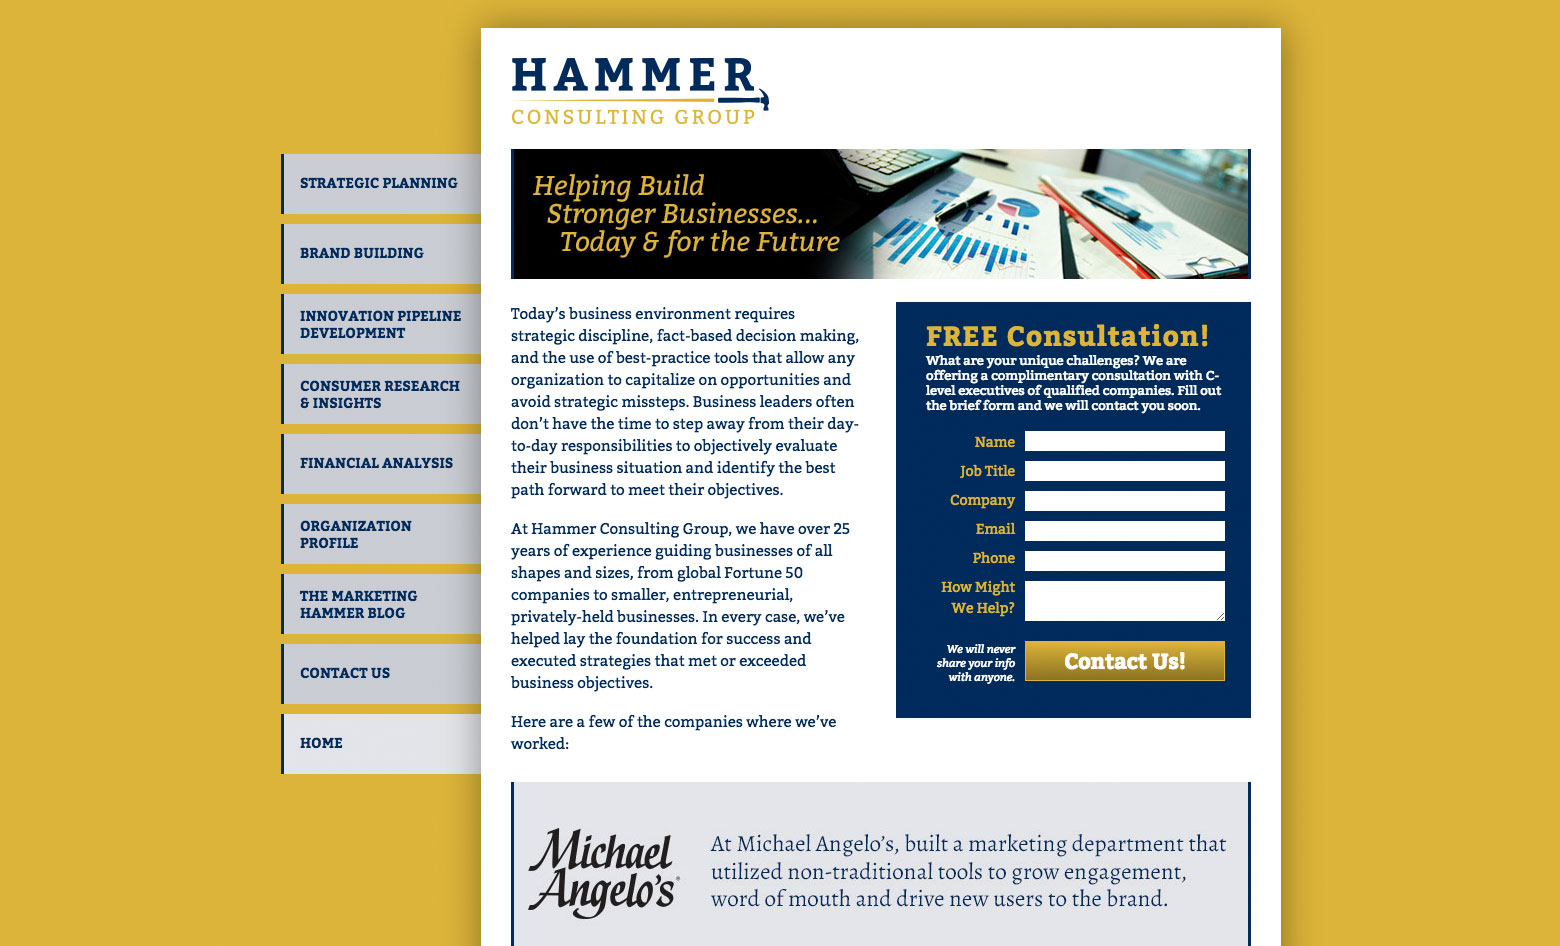 HAMMER
CONSULTING GROUP
STRATEGIC PLANNING
BRAND BUILDING
INNOVATION PIPELINE
DEVELOPMENT
CONSUMER RESEARCH
& INSIGHTS
FINANCIAL ANALYSIS
ORGANIZATION
PROFILE
THE MARKETING
HAMMER BLOG
CONTACT US
HOME
Helping Build
Stronger Businesses...
Today & for the Future
Today’s business environment requires
strategic discipline, fact-based decision making,
and the use of best-practice tools that allow any
organization to capitalize on opportunities and
avoid strategic missteps. Business leaders often
don’t have the time to step away from their day-
to-day responsibilities to objectively evaluate
their business situation and identify the best
path forward to meet their objectives.
At Hammer Consulting Group, we have over 25
years of experience guiding businesses of all
shapes and sizes, from global Fortune 50
companies to smaller, entrepreneurial,
privately-held businesses. In every case, we’ve
helped lay the foundation for success and
executed strategies that met or exceeded
business objectives.
Here are a few of the companies where we’ve
worked:
FREE Consultation!
What are your unique challenges? We are
offering a complimentary consultation with C-
level executives of qualified companies. Fill out
the brief form and we will contact you soon.
Name
Job Title
Company
Email
Phone
How Might
We Help?
We will never
share your info
with anyone.
Contact Us!
Michael
Angelo’s®
At Michael Angelo’s, built a marketing department that
utilized non-traditional tools to grow engagement,
word of mouth and drive new users to the brand.